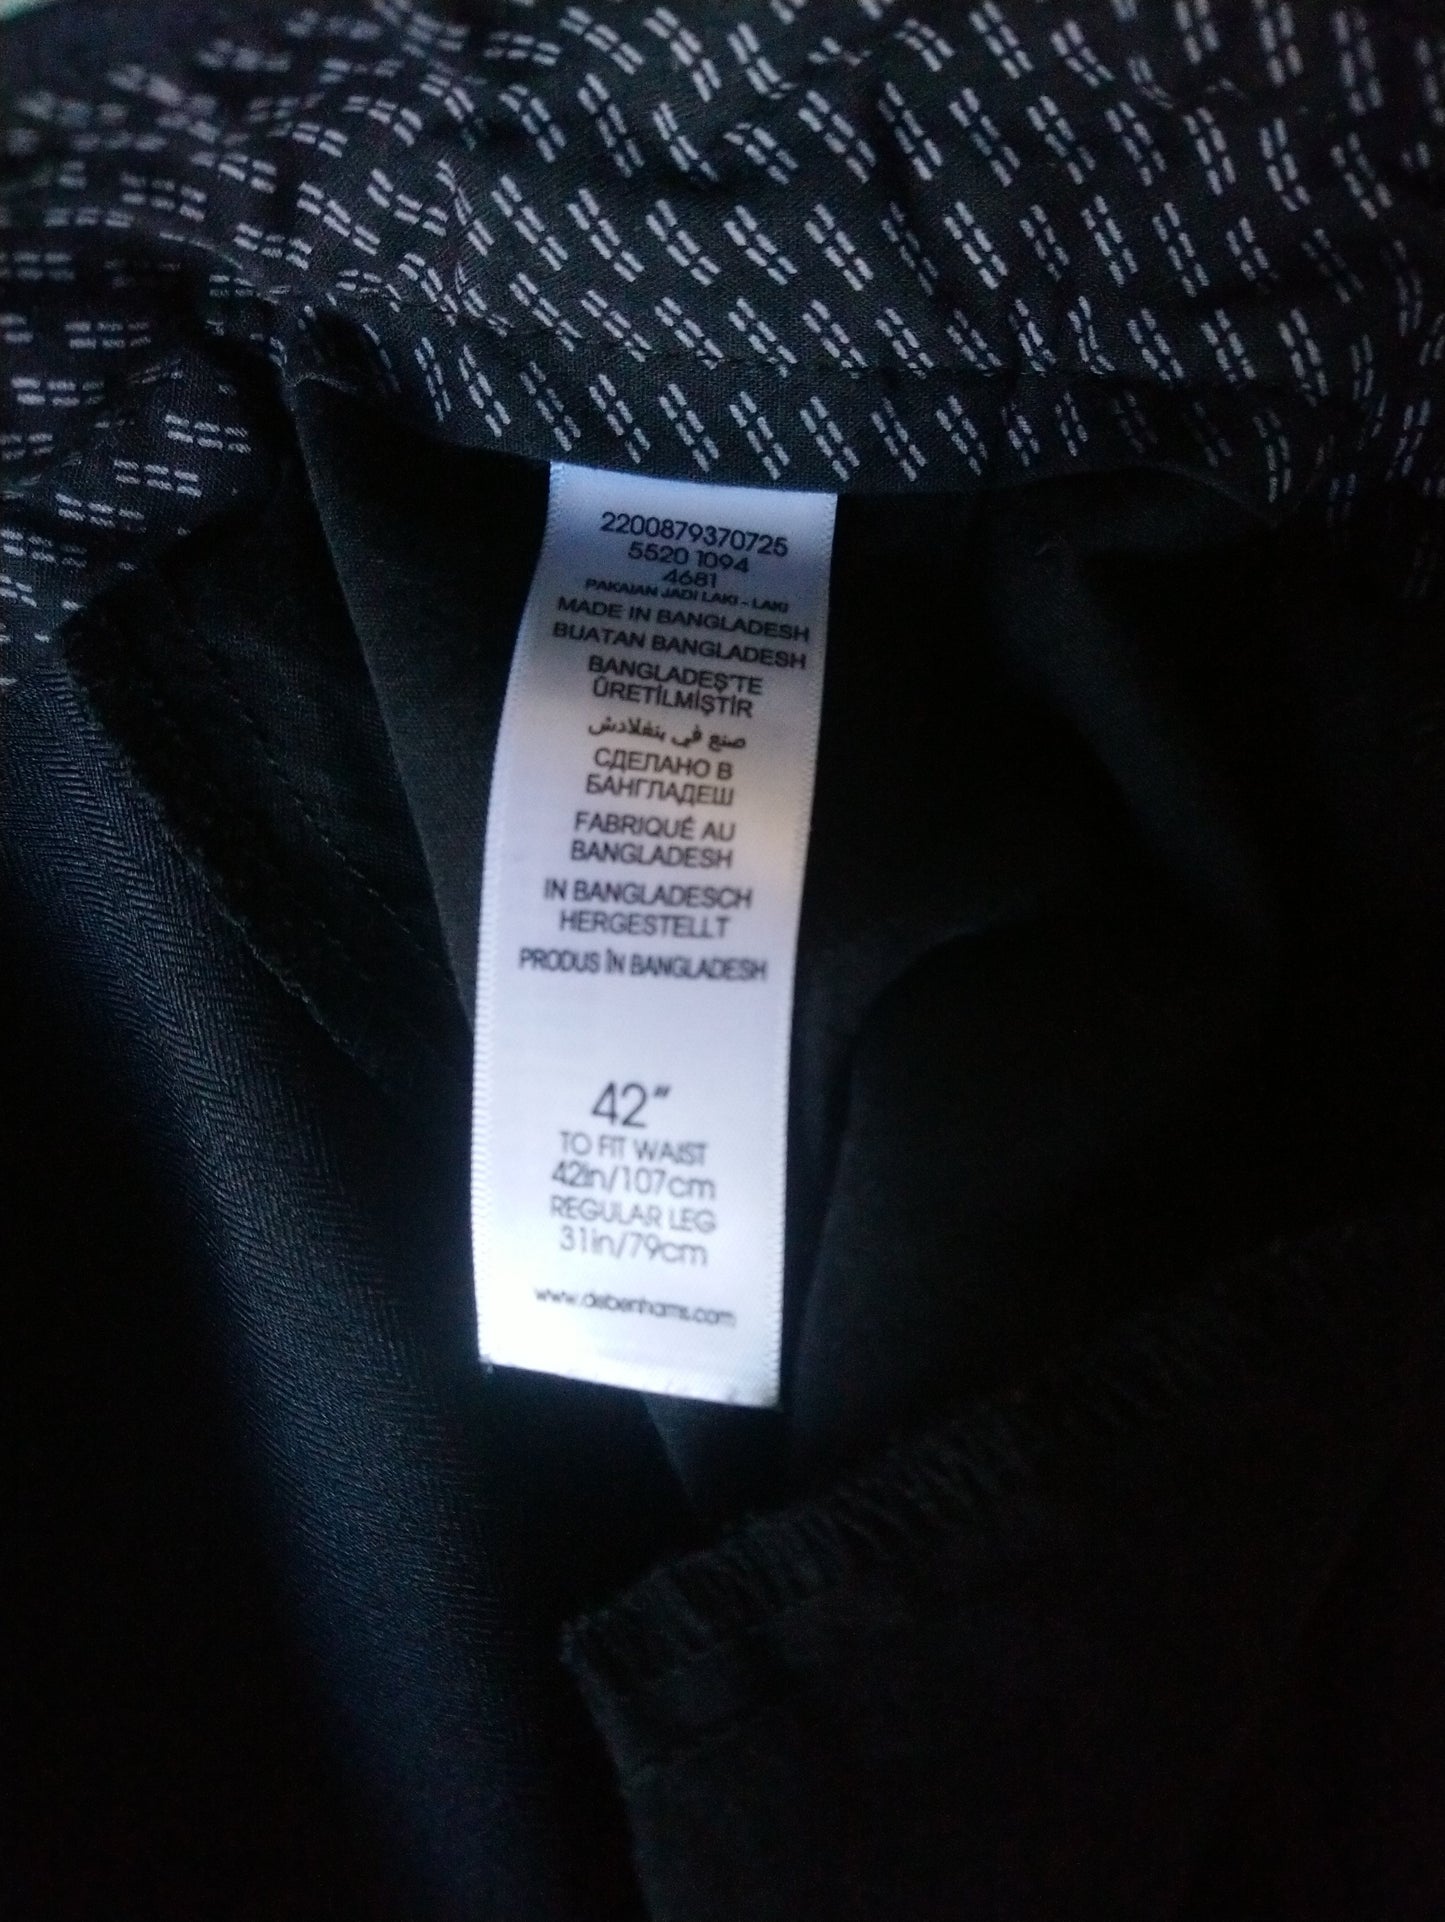 2200879370725
5520 1094
4681
PAKAIAN JADI LAKI - LAKI
MADE IN BANGLADESH
BUATAN BANGLADESH
BANGLADEŞ'TE
ÜRETİLMİŞTİR
صنع في بنغلادش
СДЕЛАНО В
БАНГЛАДЕШ
FABRIQUÉ AU
BANGLADESH
IN BANGLADESCH
HERGESTELLT
PRODUS ÎN BANGLADESH
42"
TO FIT WAIST
42in/107cm
REGULAR LEG
31in/79cm
www.debenhams.com